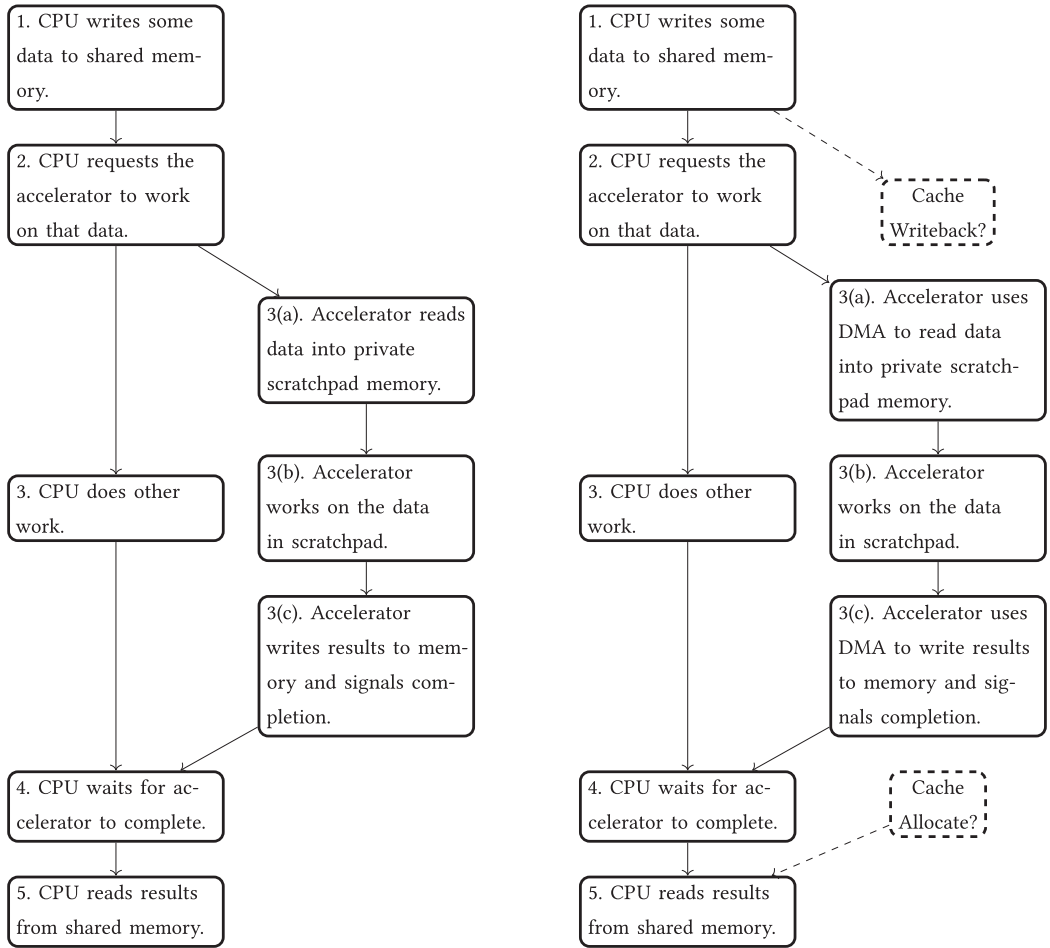 1. CPU writes some
data to shared mem-
ory.
2. CPU requests the
accelerator to work
on that data.
3(a). Accelerator reads
data into private
scratchpad memory.
3. CPU does other
work.
3(b). Accelerator
works on the data
in scratchpad.
3(c). Accelerator
writes results to mem-
ory and signals com-
pletion.
4. CPU waits for ac-
celerator to complete.
5. CPU reads results
from shared memory.
1. CPU writes some
data to shared mem-
ory.
2. CPU requests the
accelerator to work
on that data.
Cache
Writeback?
3(a). Accelerator uses
DMA to read data
into private scratch-
pad memory.
3. CPU does other
work.
3(b). Accelerator
works on the data
in scratchpad.
3(c). Accelerator uses
DMA to write results
to memory and sig-
nals completion.
4. CPU waits for ac-
celerator to complete.
Cache
Allocate?
5. CPU reads results
from shared memory.